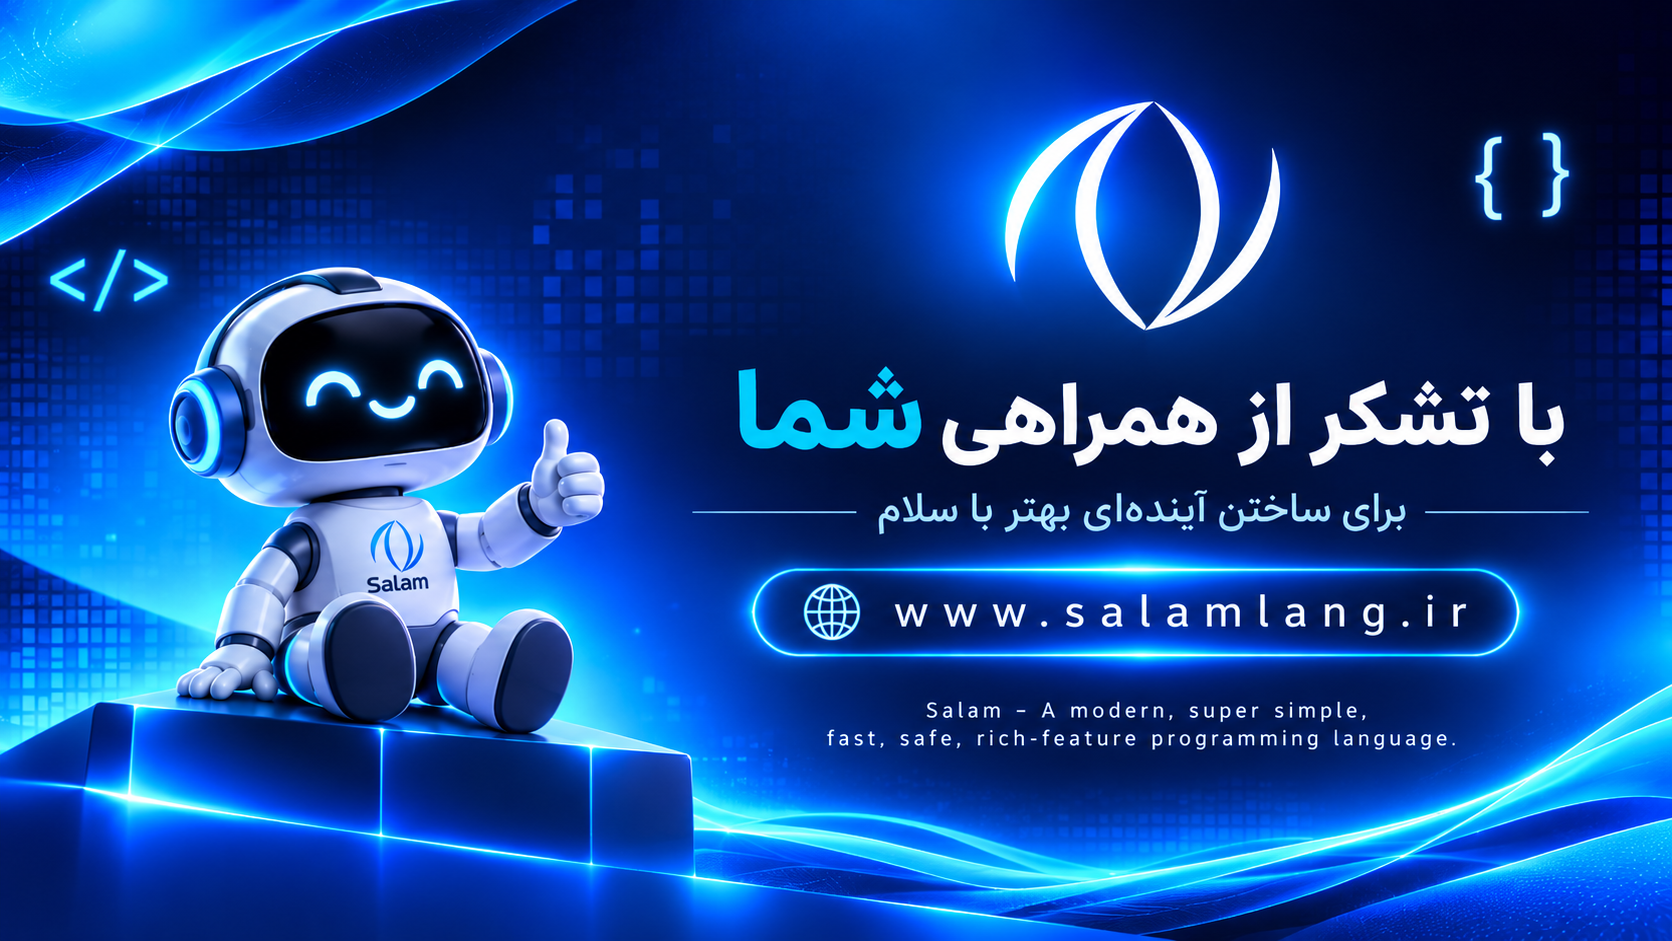 { }
</>
با تشکر از همراهی شما
برای ساختن آینده‌ای بهتر با سلام
www.salamlang.ir
Salam – A modern, super simple,
fast, safe, rich-feature programming language.
Salam